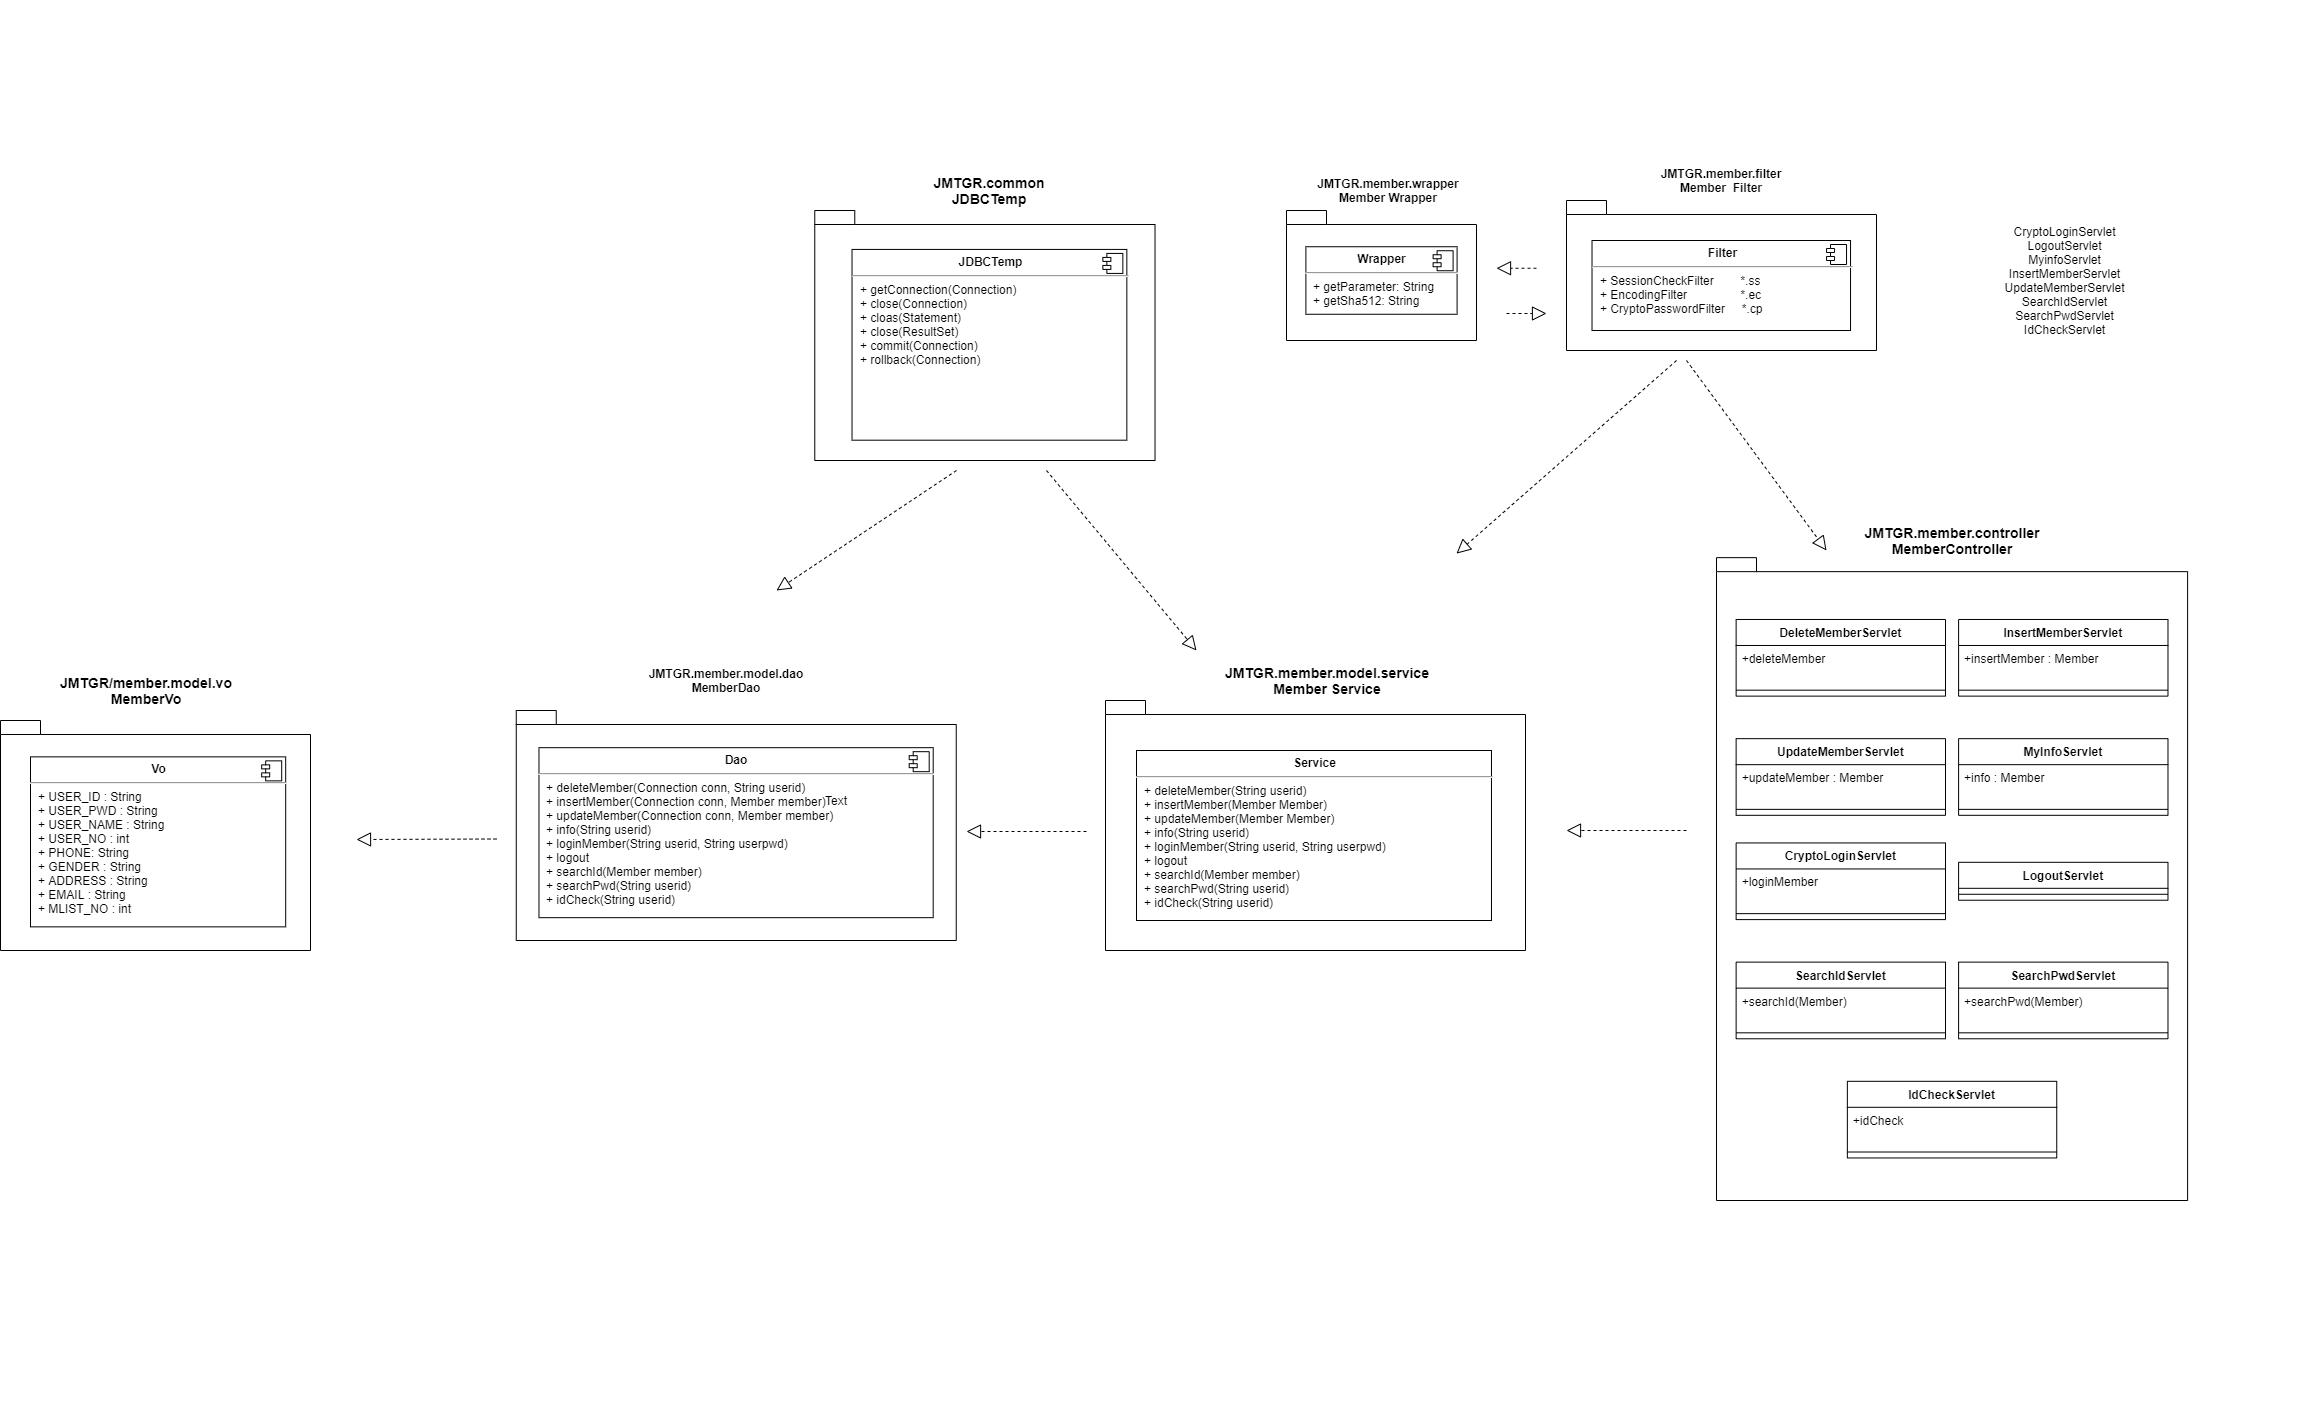 JMTGR.common
JDBCTemp
JDBCTemp
+ getConnection(Connection)
+ close(Connection)
+ cloas(Statement)
+ close(ResultSet)
+ commit(Connection)
+ rollback(Connection)
JMTGR.member.wrapper
Member Wrapper
Wrapper
+ getParameter: String
+ getSha512: String
JMTGR.member.filter
Member Filter
Filter
+ SessionCheckFilter *.ss
+ EncodingFilter *.ec
+ CryptoPasswordFilter *.cp
CryptoLoginServlet
LogoutServlet
MyinfoServlet
InsertMemberServlet
UpdateMemberServlet
SearchIdServlet
SearchPwdServlet
IdCheckServlet
JMTGR/member.model.vo
MemberVo
Vo
+ USER_ID : String
+ USER_PWD : String
+ USER_NAME : String
+ USER_NO : int
+ PHONE: String
+ GENDER : String
+ ADDRESS : String
+ EMAIL : String
+ MLIST_NO : int
JMTGR.member.model.dao
MemberDao
Dao
+ deleteMember(Connection conn, String userid)
+ insertMember(Connection conn, Member member)Text
+ updateMember(Connection conn, Member member)
+ info(String userid)
+ loginMember(String userid, String userpwd)
+ logout
+ searchId(Member member)
+ searchPwd(String userid)
+ idCheck(String userid)
JMTGR.member.model.service
Member Service
Service
+ deleteMember(String userid)
+ insertMember(Member Member)
+ updateMember(Member Member)
+ info(String userid)
+ loginMember(String userid, String userpwd)
+ logout
+ searchId(Member member)
+ searchPwd(String userid)
+ idCheck(String userid)
JMTGR.member.controller
MemberController
DeleteMemberServlet
+deleteMember
InsertMemberServlet
+insertMember : Member
UpdateMemberServlet
+updateMember : Member
MyInfoServlet
+info : Member
CryptoLoginServlet
+loginMember
LogoutServlet
SearchIdServlet
+searchId(Member)
SearchPwdServlet
+searchPwd(Member)
IdCheckServlet
+idCheck